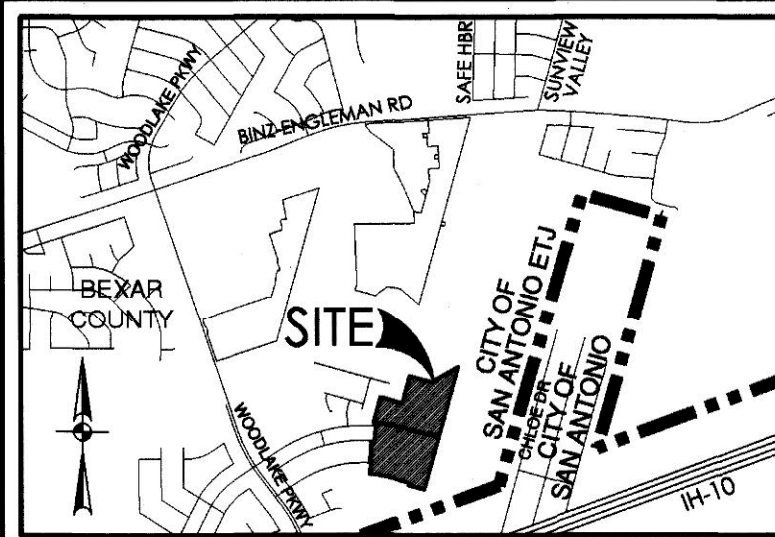 SAFE HBR
SUNVIEW
VALLEY
WOODLAKE PKWY
BINZ-ENGLEMAN RD
BEXAR
COUNTY
SITE
CITY OF
SAN ANTONIO ETJ
CHLOE DR
CITY OF
SAN ANTONIO
WOODLAKE PKWY
IH-10